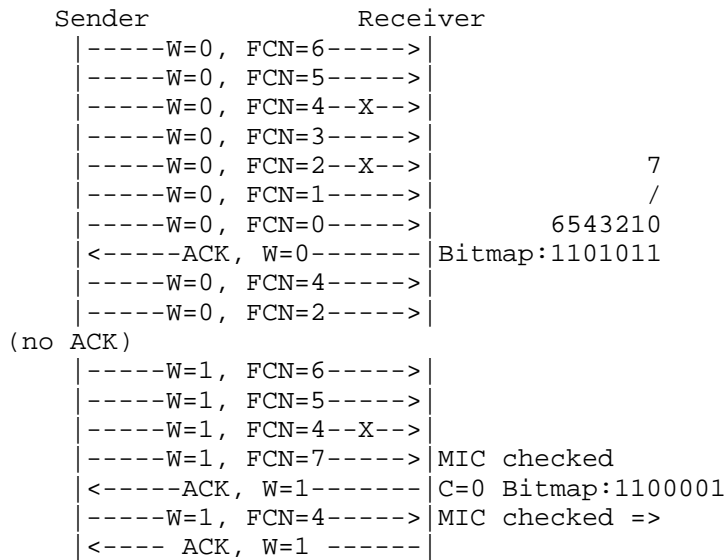 Sender                Receiver
|-----W=0, FCN=6----->|
|-----W=0, FCN=5----->|
|-----W=0, FCN=4--X-->|
|-----W=0, FCN=3----->|
|-----W=0, FCN=2--X-->|             7
|-----W=0, FCN=1----->|             /
|-----W=0, FCN=0----->|       6543210
|<-----ACK, W=0-------|Bitmap:1101011
|-----W=0, FCN=4----->|
|-----W=0, FCN=2----->|
(no ACK)
|-----W=1, FCN=6----->|
|-----W=1, FCN=5----->|
|-----W=1, FCN=4--X-->|
|-----W=1, FCN=7----->|MIC checked
|<-----ACK, W=1-------|C=0 Bitmap:1100001
|-----W=1, FCN=4----->|MIC checked =>
|<---- ACK, W=1 ------|